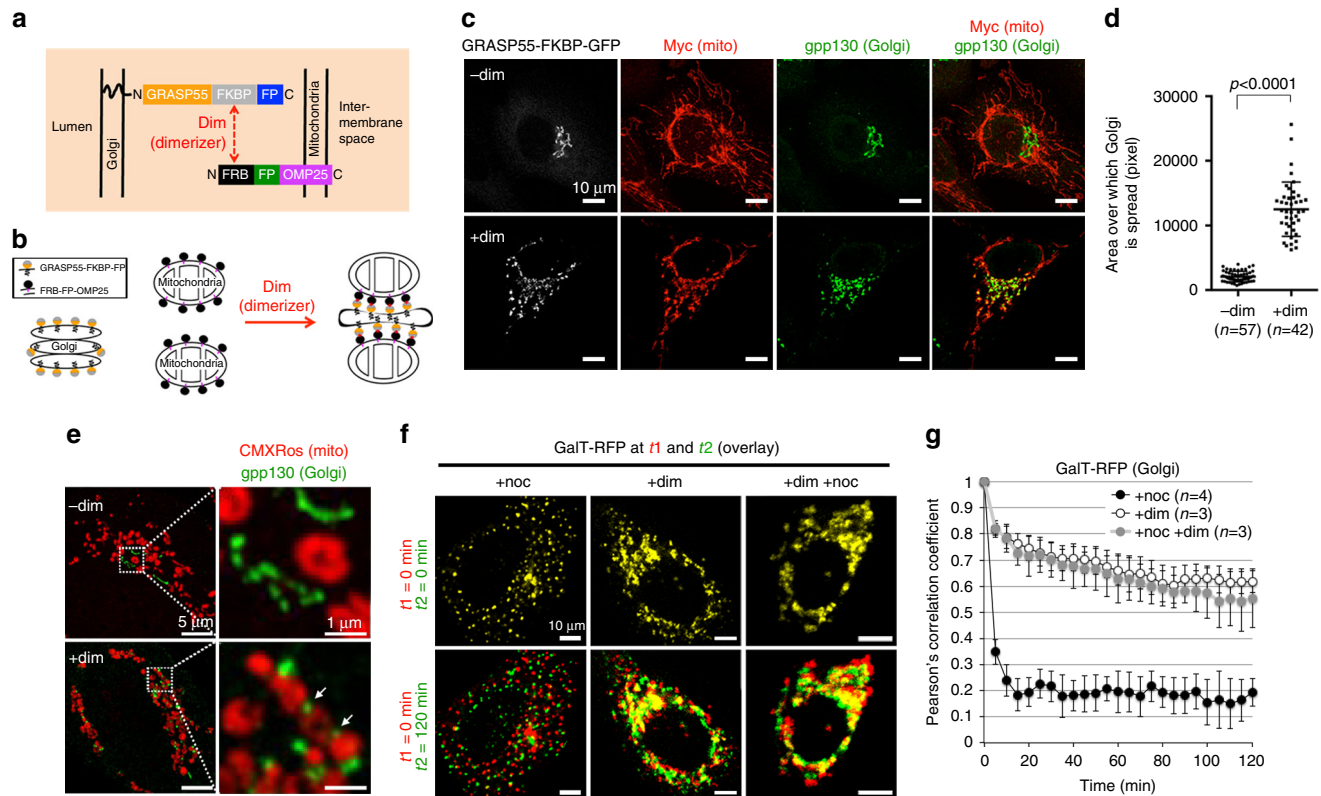 a
N GRASP55 FKBP FP C
Lumen
Golgi
Dim
(dimerizer)
Mitochondria
Inter-
membrane
space
N FRB FP OMP25 C
b
GRASP55-FKBP-FP
FRB-FP-OMP25
Golgi
Mitochondria
Mitochondria
Dim
(dimerizer)
c
GRASP55-FKBP-GFP
Myc (mito)
gpp130 (Golgi)
Myc (mito)
gpp130 (Golgi)
–dim
10 μm
+dim
d
p<0.0001
Area over which Golgi
is spread (pixel)
30000
20000
10000
0
–dim
(n=57)
+dim
(n=42)
e
CMXRos (mito)
gpp130 (Golgi)
–dim
5 μm
1 μm
+dim
f
GalT-RFP at t1 and t2 (overlay)
+noc
+dim
+dim +noc
t1 = 0 min
t2 = 0 min
10 μm
t1 = 0 min
t2 = 120 min
g
GalT-RFP (Golgi)
+noc (n=4)
+dim (n=3)
+noc +dim (n=3)
Pearson's correlation coefficient
1
0.9
0.8
0.7
0.6
0.5
0.4
0.3
0.2
0.1
0
0 20 40 60 80 100 120
Time (min)